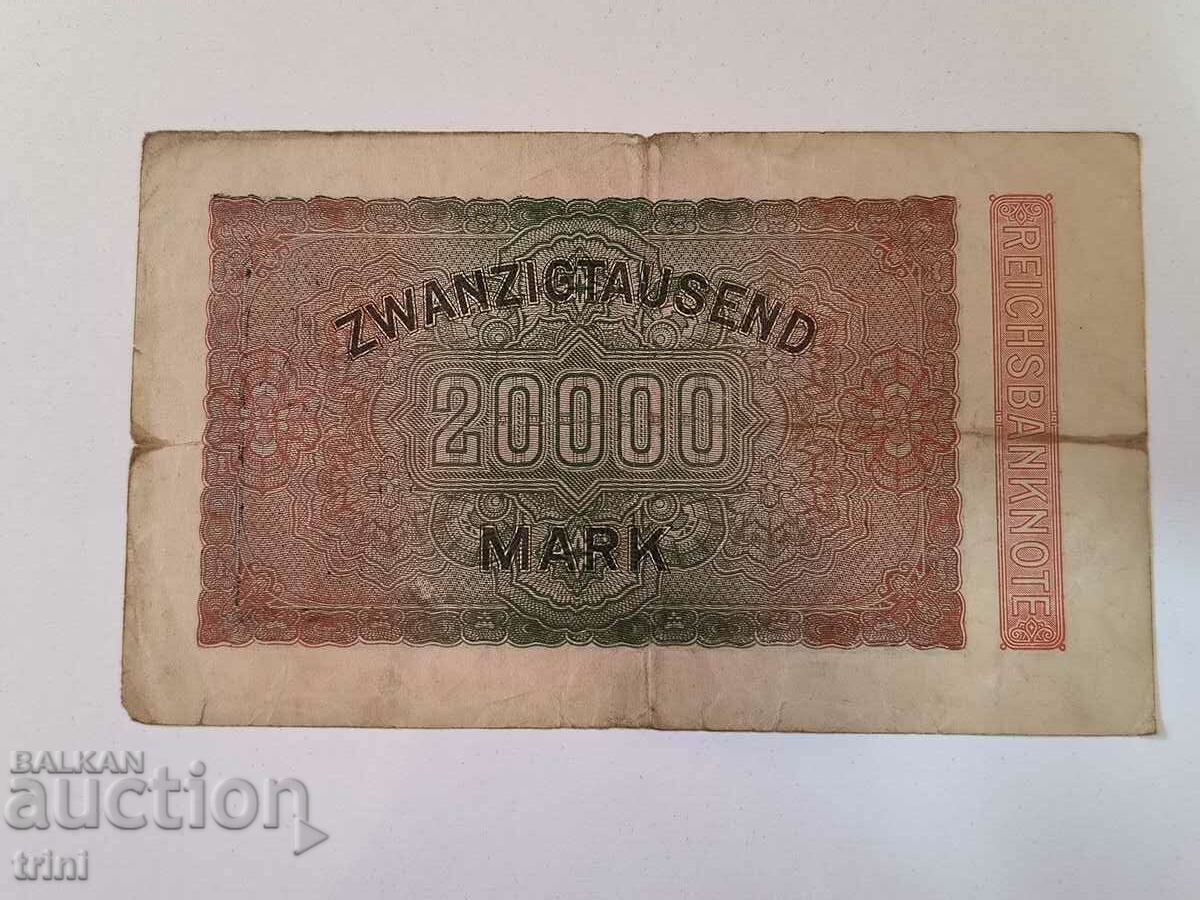 ZWANZIGTAUSEND
20000
MARK
REICHSBANKNOTE
BALKAN
auction
trini